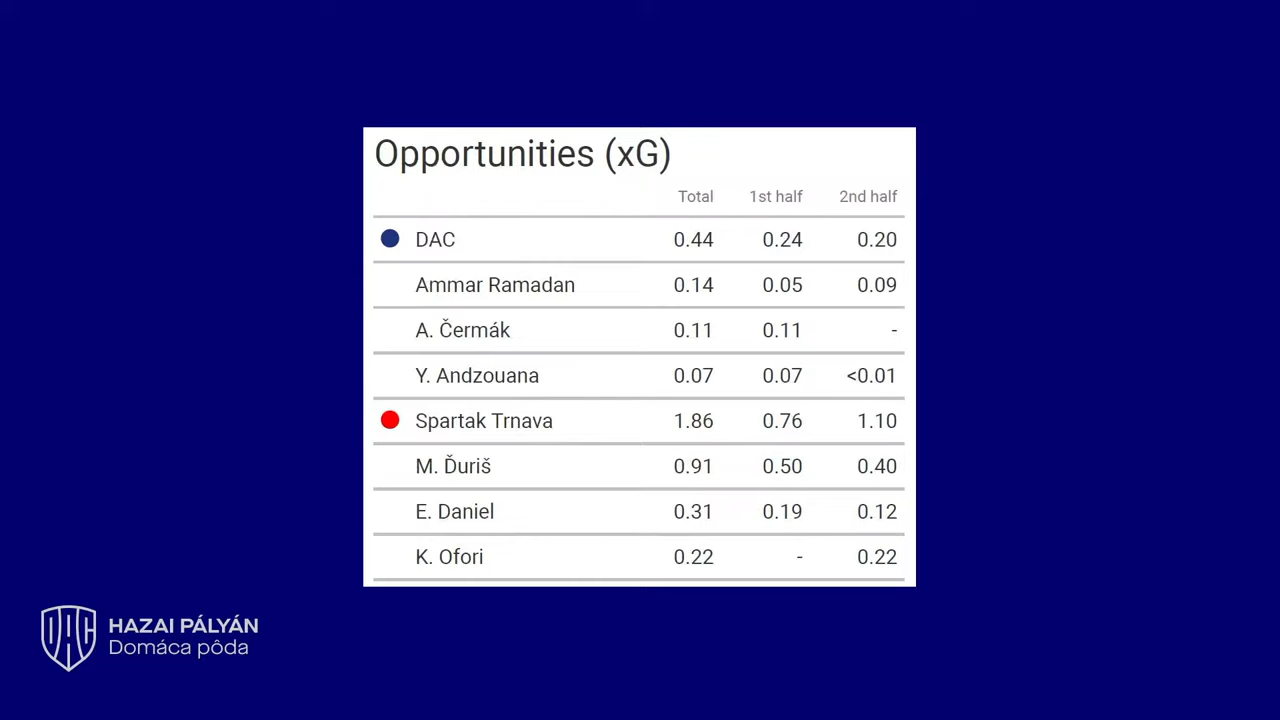 Opportunities (xG)
Total 1st half 2nd half
DAC 0.44 0.24 0.20
Ammar Ramadan 0.14 0.05 0.09
A. Čermák 0.11 0.11 -
Y. Andzouana 0.07 0.07 <0.01
Spartak Trnava 1.86 0.76 1.10
M. Ďuriš 0.91 0.50 0.40
E. Daniel 0.31 0.19 0.12
K. Ofori 0.22 - 0.22
DAC
HAZAI PÁLYÁN
Domáca pôda